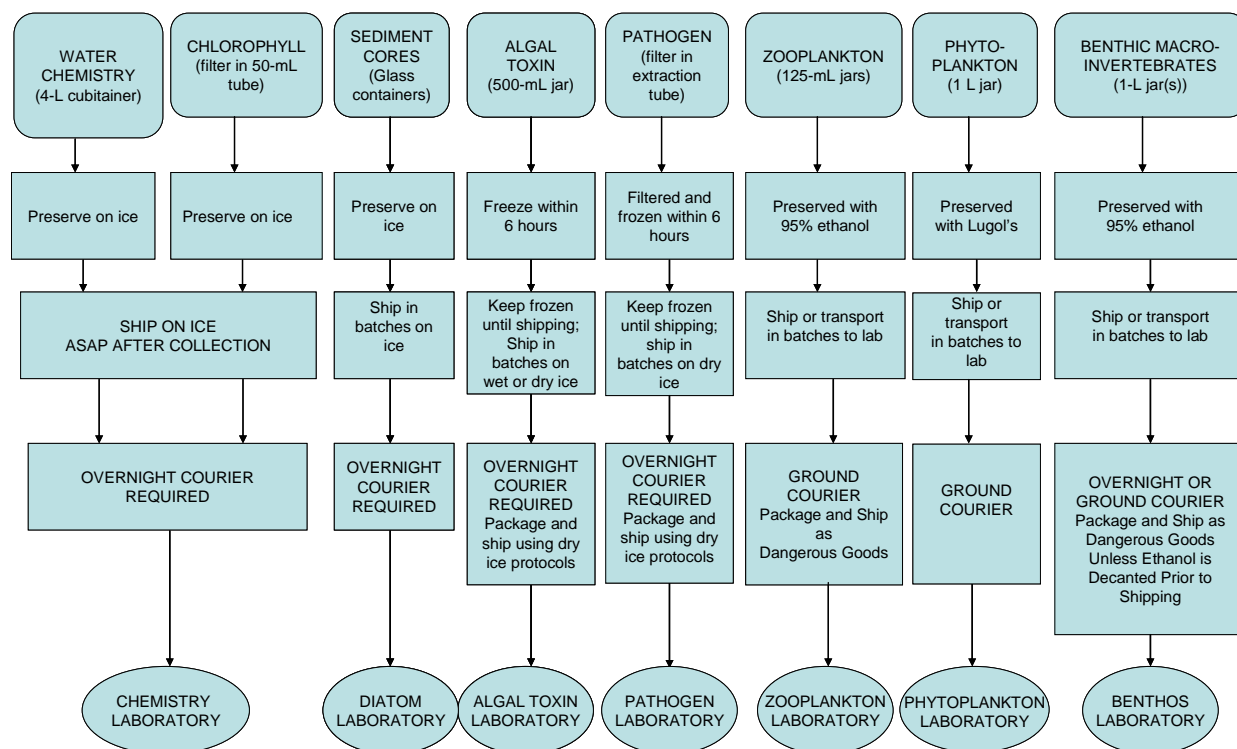 WATER
CHEMISTRY
(4-L cubitainer)
CHLOROPHYLL
(filter in 50-mL
tube)
SEDIMENT
CORES
(Glass
containers)
ALGAL
TOXIN
(500-mL jar)
PATHOGEN
(filter in
extraction
tube)
ZOOPLANKTON
(125-mL jars)
PHYTO-
PLANKTON
(1 L jar)
BENTHIC MACRO-
INVERTEBRATES
(1-L jar(s))
Preserve on ice
Preserve on ice
Preserve on
ice
Freeze within
6 hours
Filtered and
frozen within 6
hours
Preserved with
95% ethanol
Preserved
with Lugol's
Preserved with
95% ethanol
SHIP ON ICE
ASAP AFTER COLLECTION
Ship in
batches on
ice
Keep frozen
until shipping;
Ship in
batches on
wet or dry ice
Keep frozen
until shipping;
ship in
batches on dry
ice
Ship or transport
in batches to lab
Ship or
transport
in batches to
lab
Ship or transport
in batches to lab
OVERNIGHT COURIER
REQUIRED
OVERNIGHT
COURIER
REQUIRED
OVERNIGHT
COURIER
REQUIRED
Package and
ship using dry
ice protocols
OVERNIGHT
COURIER
REQUIRED
Package and
ship using dry
ice protocols
GROUND
COURIER
Package and Ship
as
Dangerous Goods
GROUND
COURIER
OVERNIGHT OR
GROUND COURIER
Package and Ship as
Dangerous Goods
Unless Ethanol is
Decanted Prior to
Shipping
CHEMISTRY
LABORATORY
DIATOM
LABORATORY
ALGAL TOXIN
LABORATORY
PATHOGEN
LABORATORY
ZOOPLANKTON
LABORATORY
PHYTOPLANKTON
LABORATORY
BENTHOS
LABORATORY